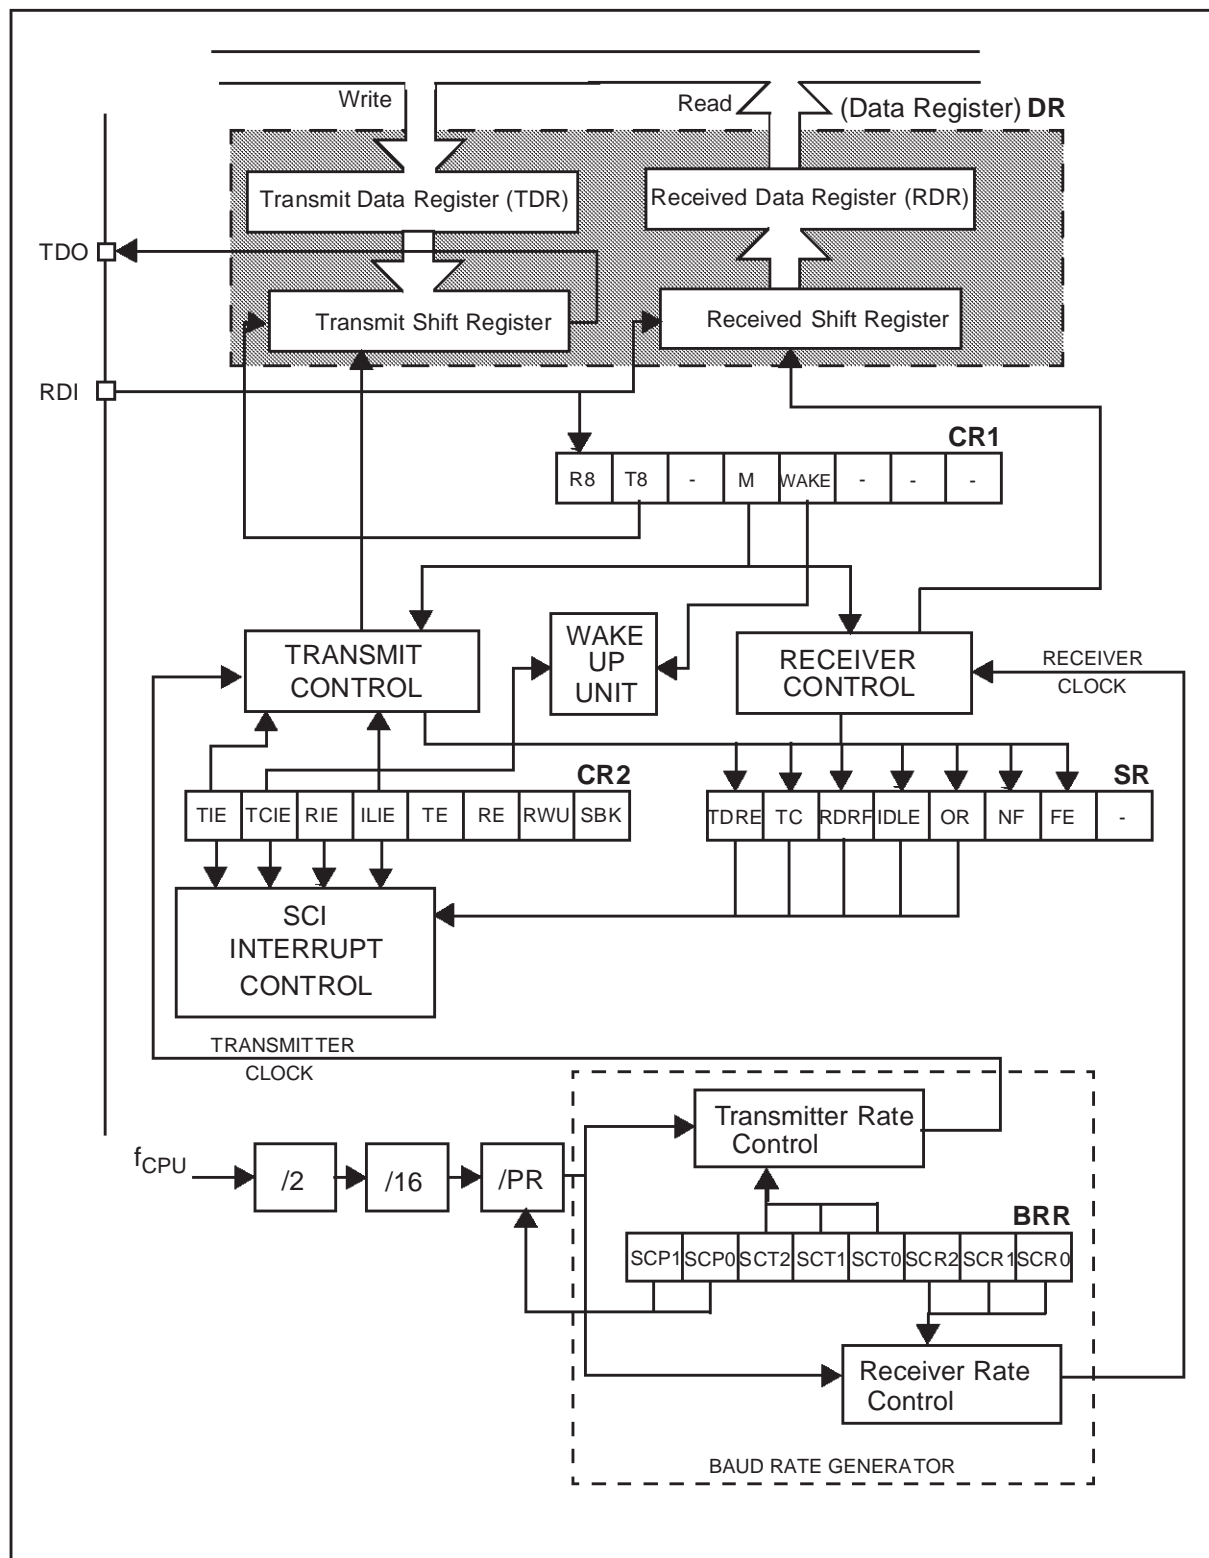 Write
Read
(Data Register) DR
Transmit Data Register (TDR)
Received Data Register (RDR)
TDO
Transmit Shift Register
Received Shift Register
RDI
CR1
R8 T8 - M WAKE - - -
TRANSMIT
CONTROL
WAKE
UP
UNIT
RECEIVER
CONTROL
RECEIVER
CLOCK
CR2
SR
TIE TCIE RIE ILIE TE RE RWU SBK
TDRE TC RDRF IDLE OR NF FE -
SCI
INTERRUPT
CONTROL
TRANSMITTER
CLOCK
Transmitter Rate
Control
fCPU
/2
/16
/PR
BRR
SCP1 SCP0 SCT2 SCT1 SCT0 SCR2 SCR1 SCR0
Receiver Rate
Control
BAUD RATE GENERATOR